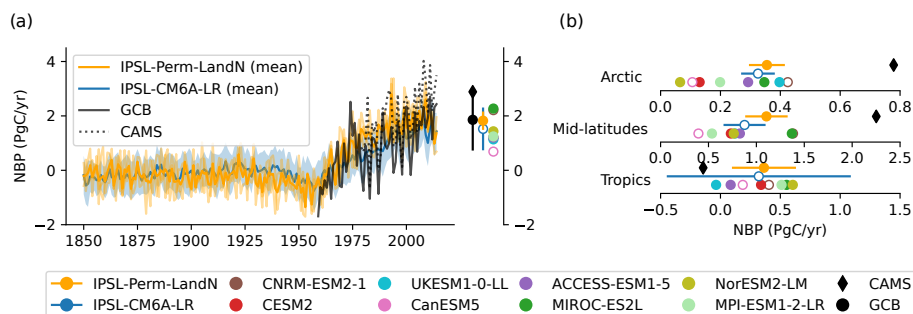 (a)
(b)
NBP (PgC/yr)
4
2
0
−2
IPSL-Perm-LandN (mean)
IPSL-CM6A-LR (mean)
GCB
CAMS
1850
1875
1900
1925
1950
1975
2000
4
2
0
−2
Arctic
0.0
0.2
0.4
0.6
0.8
Mid-latitudes
0.0
0.5
1.0
1.5
2.0
2.5
Tropics
−0.5
0.0
0.5
1.0
1.5
NBP (PgC/yr)
IPSL-Perm-LandN CNRM-ESM2-1 UKESM1-0-LL ACCESS-ESM1-5 NorESM2-LM CAMS
IPSL-CM6A-LR CESM2 CanESM5 MIROC-ES2L MPI-ESM1-2-LR GCB